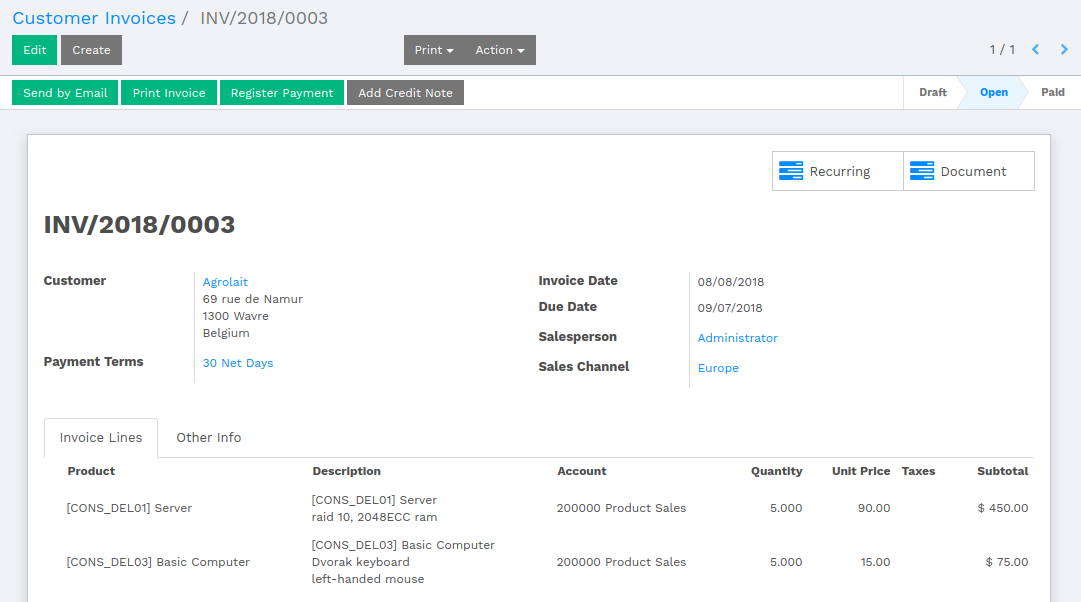 Customer Invoices / INV/2018/0003
Edit Create Print Action 1 / 1
Send by Email Print Invoice Register Payment Add Credit Note Draft Open Paid
Recurring Document
INV/2018/0003
Customer Agrolait
69 rue de Namur
1300 Wavre
Belgium
Payment Terms 30 Net Days
Invoice Date 08/08/2018
Due Date 09/07/2018
Salesperson Administrator
Sales Channel Europe
Invoice Lines Other Info
Product Description Account Quantity Unit Price Taxes Subtotal
[CONS_DEL01] Server [CONS_DEL01] Server 200000 Product Sales 5.000 90.00 $ 450.00
raid 10, 2048ECC ram
[CONS_DEL03] Basic Computer [CONS_DEL03] Basic Computer 200000 Product Sales 5.000 15.00 $ 75.00
Dvorak keyboard
left-handed mouse